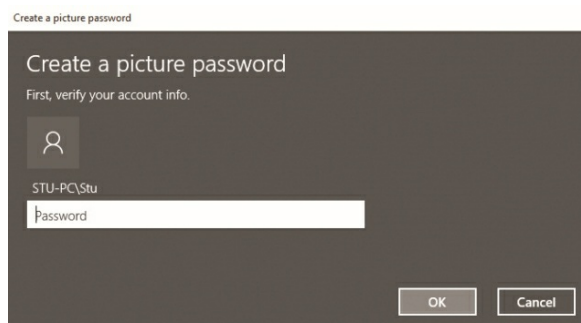 Create a picture password
Create a picture password
First, verify your account info.
STU-PC\Stu
Password
OK
Cancel